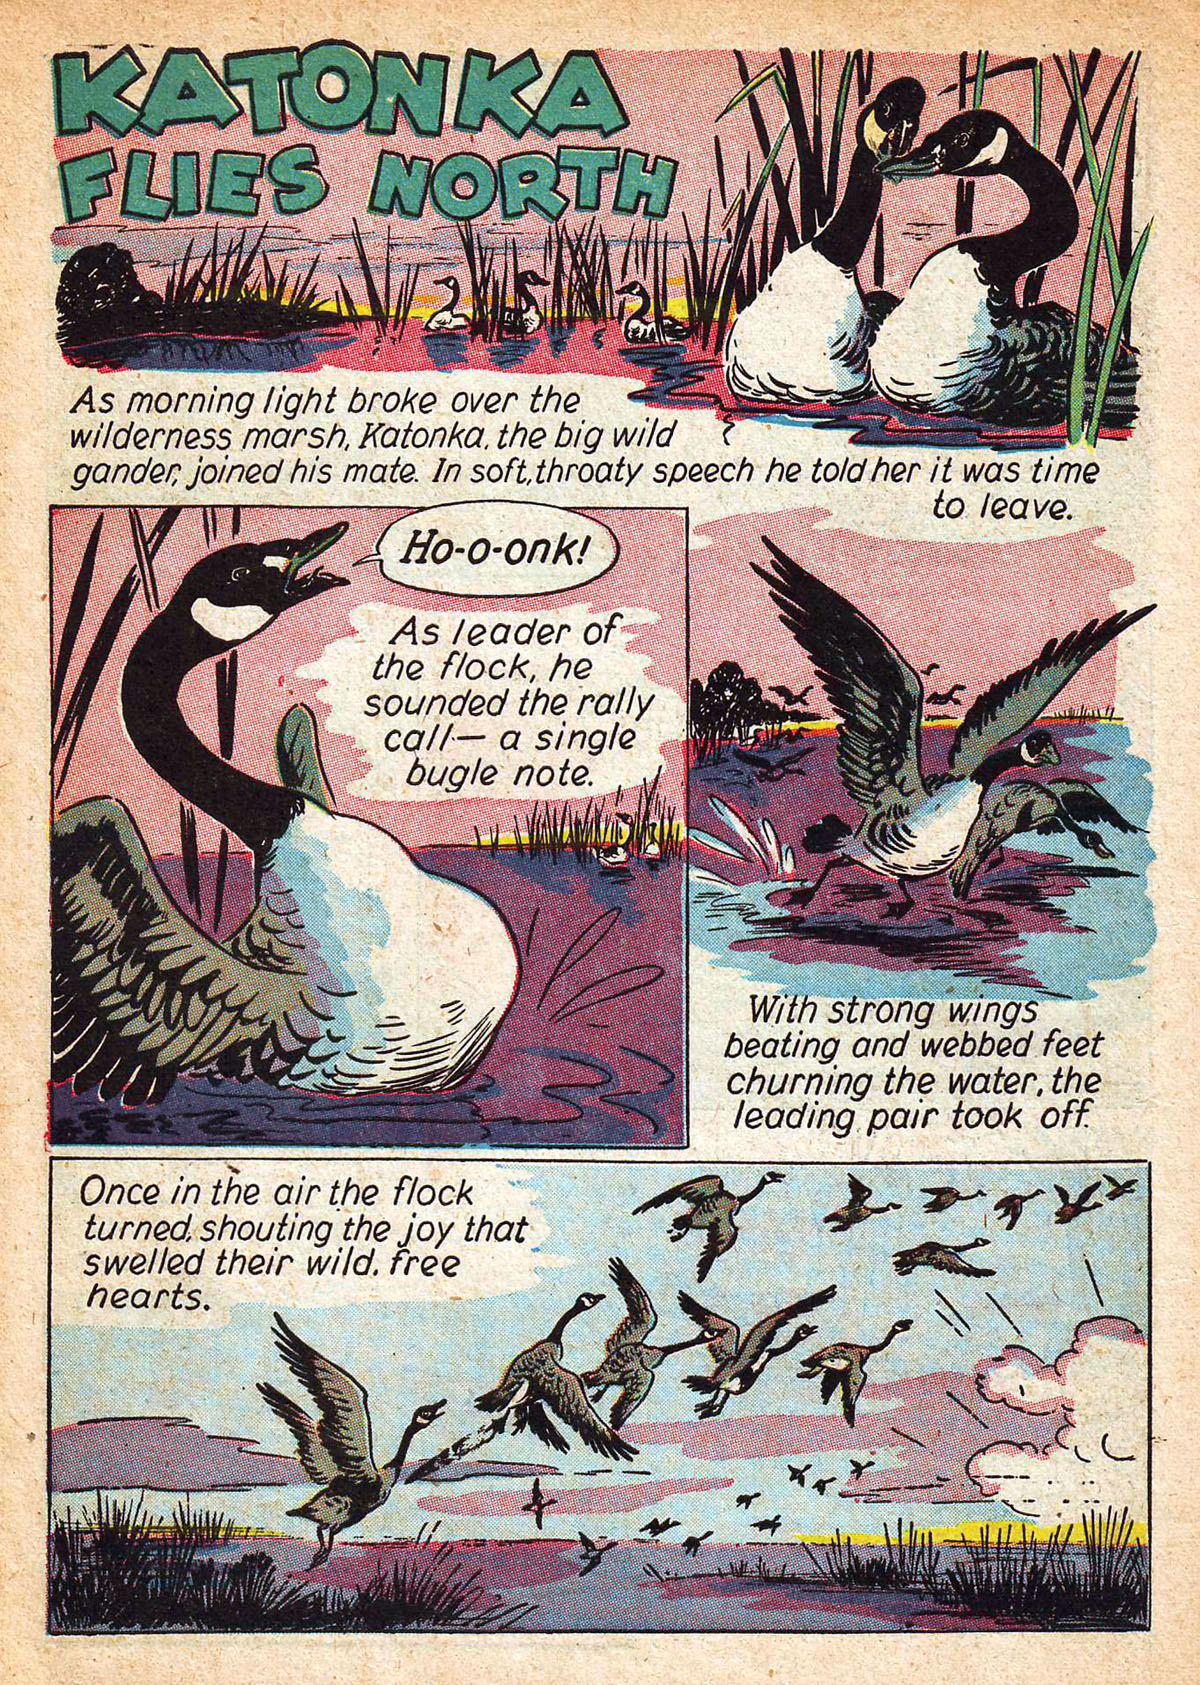 KATONKA
FLIES NORTH
As morning light broke over the
wilderness marsh, Katonka, the big wild
gander, joined his mate. In soft, throaty speech he told her it was time
to leave.
Ho-o-onk!
As leader of
the flock, he
sounded the rally
call— a single
bugle note.
With strong wings
beating and webbed feet
churning the water, the
leading pair took off.
Once in the air the flock
turned, shouting the joy that
swelled their wild, free
hearts.